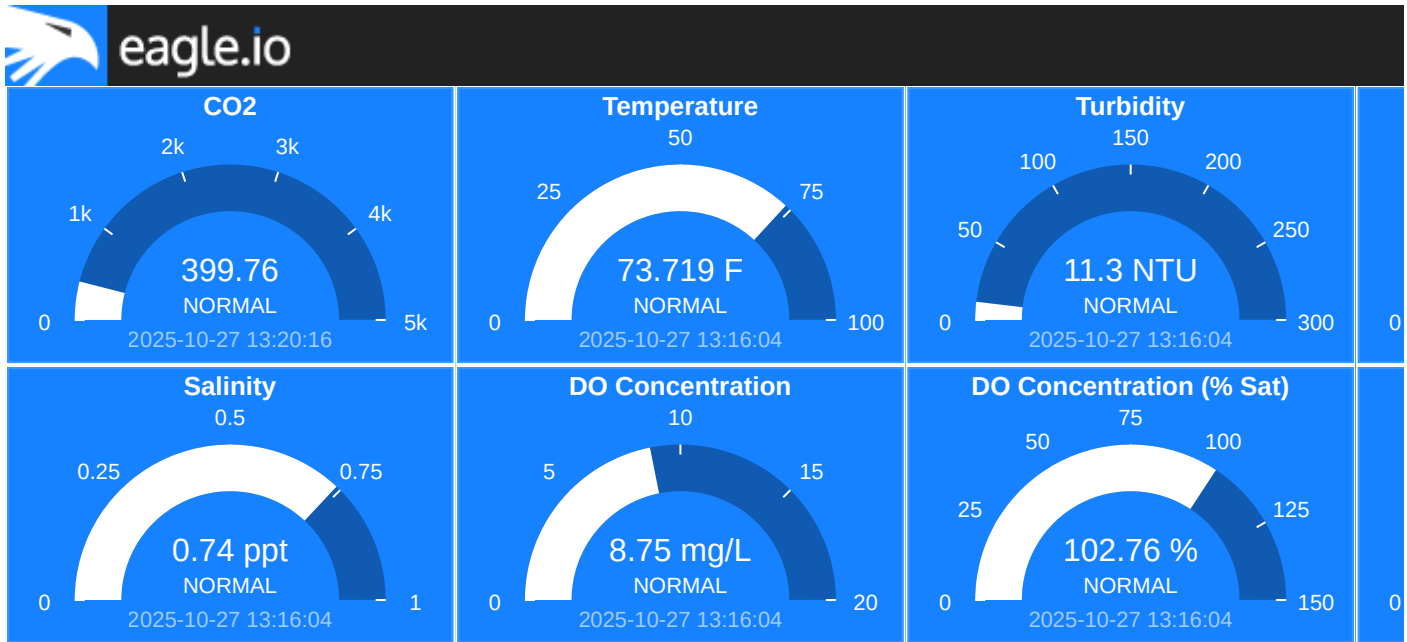 eagle.io
CO2
2k 3k
1k 4k
399.76
NORMAL
0 5k
2025-10-27 13:20:16
Temperature
50
25 75
73.719 F
NORMAL
0 100
2025-10-27 13:16:04
Turbidity
150
100 200
50 250
11.3 NTU
NORMAL
0 300
2025-10-27 13:16:04
0
Salinity
0.5
0.25 0.75
0.74 ppt
NORMAL
0 1
2025-10-27 13:16:04
DO Concentration
10
5 15
8.75 mg/L
NORMAL
0 20
2025-10-27 13:16:04
DO Concentration (% Sat)
75
50 100
25 125
102.76 %
NORMAL
0 150
2025-10-27 13:16:04
0